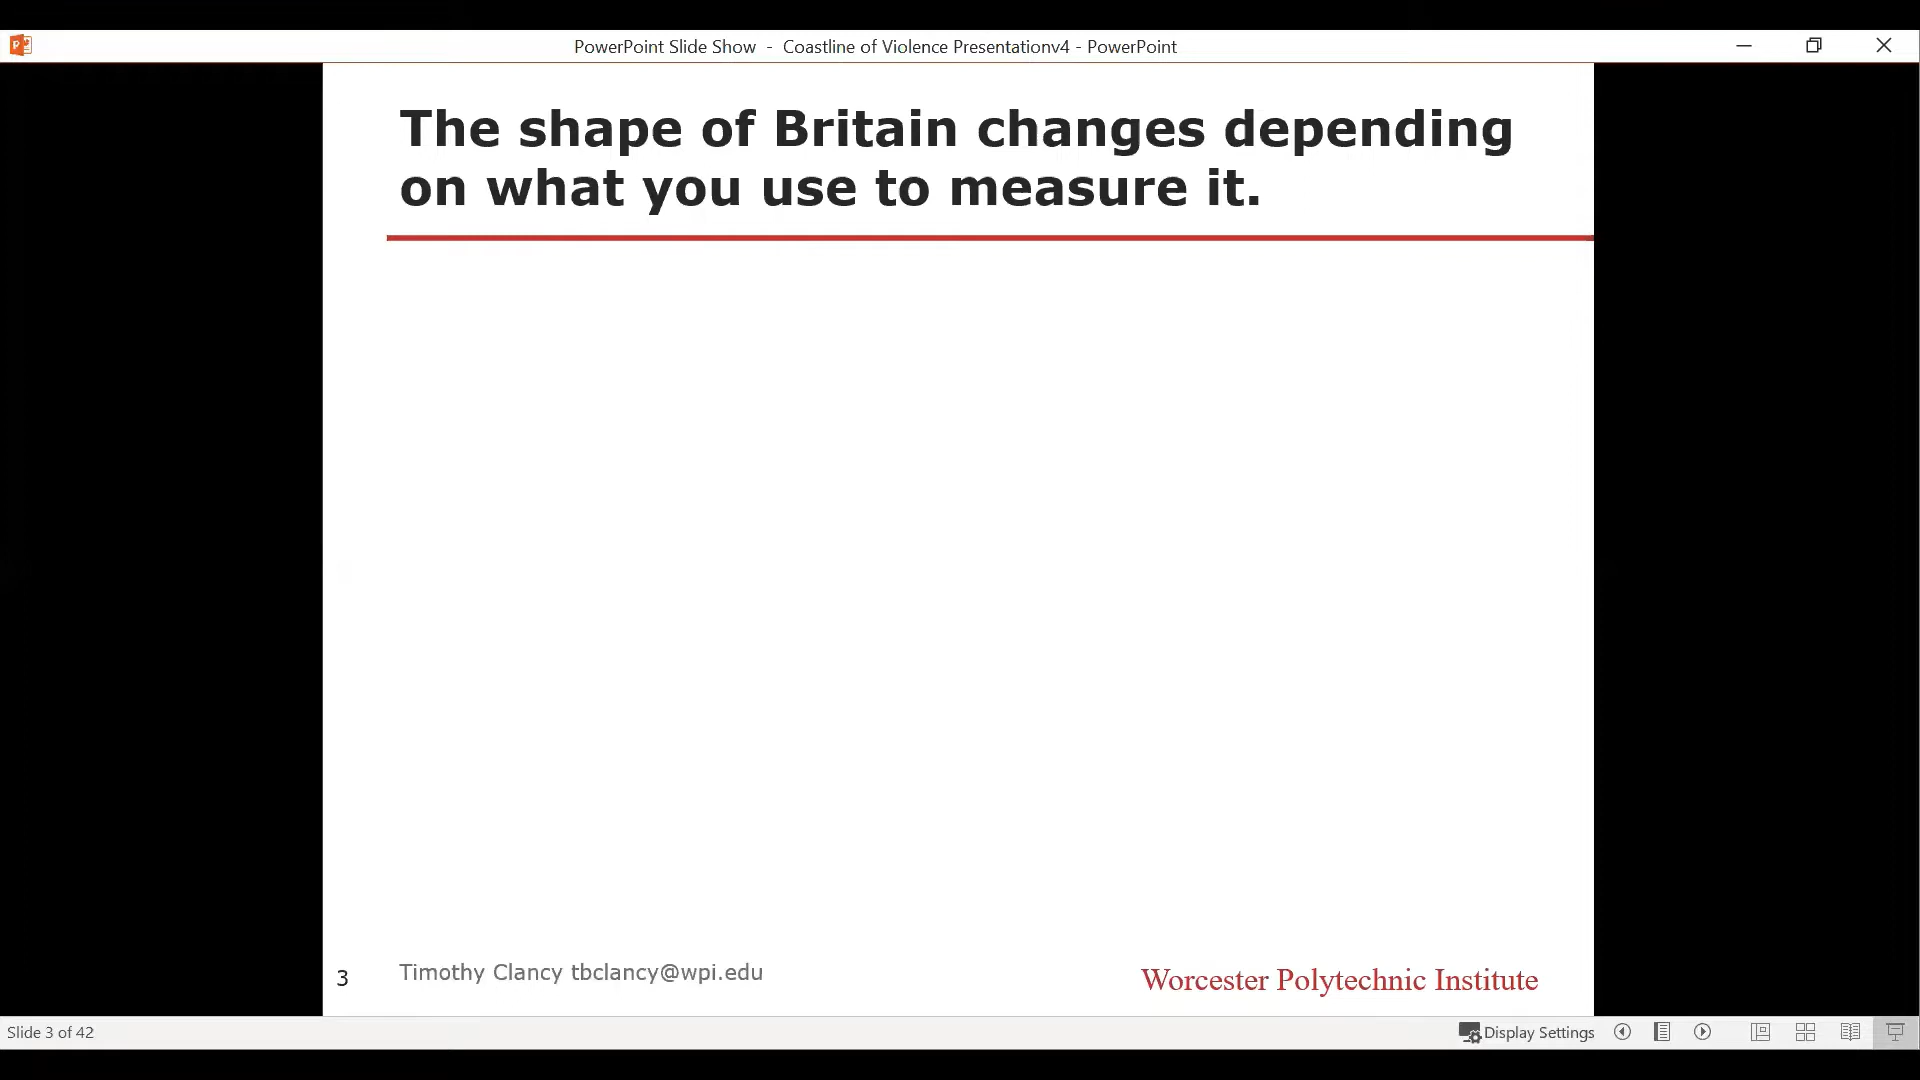 PowerPoint Slide Show - Coastline of Violence Presentationv4 - PowerPoint
The shape of Britain changes depending
on what you use to measure it.
3
Timothy Clancy tbclancy@wpi.edu
Worcester Polytechnic Institute
Slide 3 of 42
Display Settings